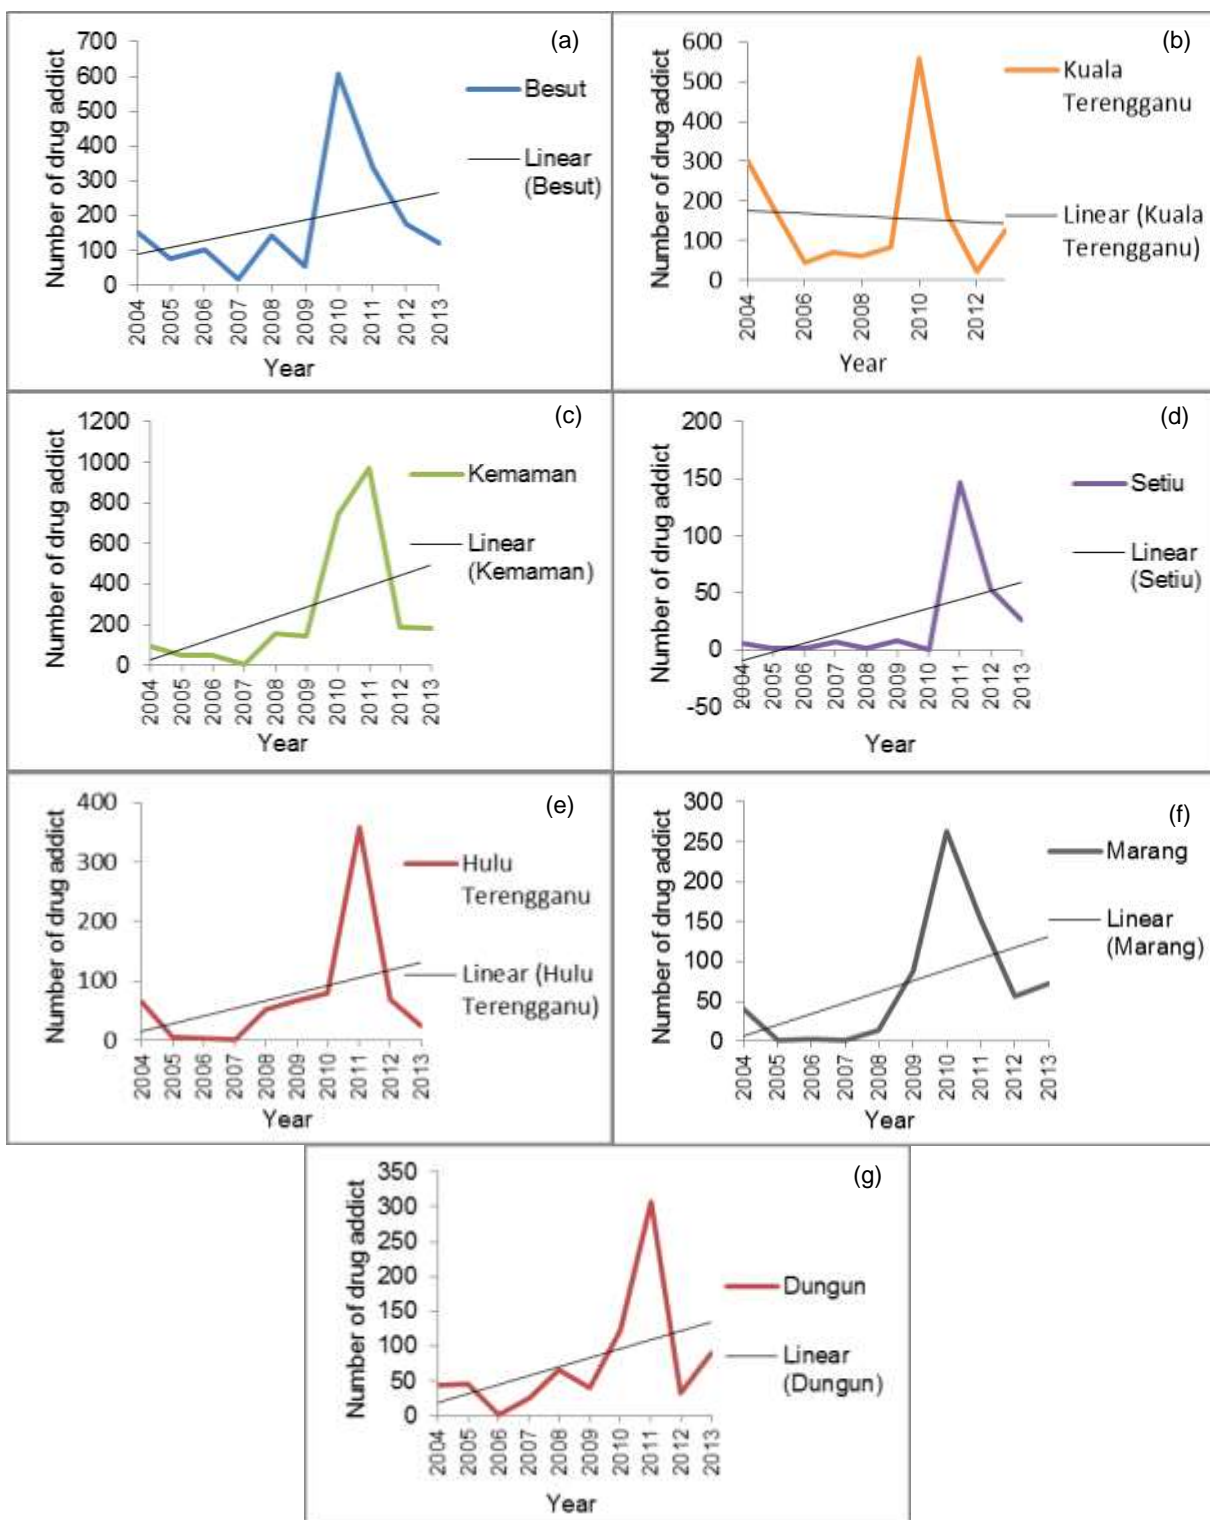 (a)
Number of drug addict
700
600
500
400
300
200
100
0
2004
2005
2006
2007
2008
2009
2010
2011
2012
2013
Year
Besut
Linear
(Besut)
(b)
Number of drug addict
600
500
400
300
200
100
0
2004
2006
2008
2010
2012
Year
Kuala
Terengganu
Linear (Kuala
Terengganu)
(c)
Number of drug addict
1200
1000
800
600
400
200
0
2004
2005
2006
2007
2008
2009
2010
2011
2012
2013
Year
Kemaman
Linear
(Kemaman)
(d)
Number of drug addict
200
150
100
50
0
-50
2004
2005
2006
2007
2008
2009
2010
2011
2012
2013
Year
Setiu
Linear
(Setiu)
(e)
Number of drug addict
400
300
200
100
0
2004
2005
2006
2007
2008
2009
2010
2011
2012
2013
Year
Hulu
Terengganu
Linear (Hulu
Terengganu)
(f)
Number of drug addict
300
250
200
150
100
50
0
2004
2005
2006
2007
2008
2009
2010
2011
2012
2013
Year
Marang
Linear
(Marang)
(g)
Number of drug addict
350
300
250
200
150
100
50
0
2004
2005
2006
2007
2008
2009
2010
2011
2012
2013
Year
Dungun
Linear
(Dungun)